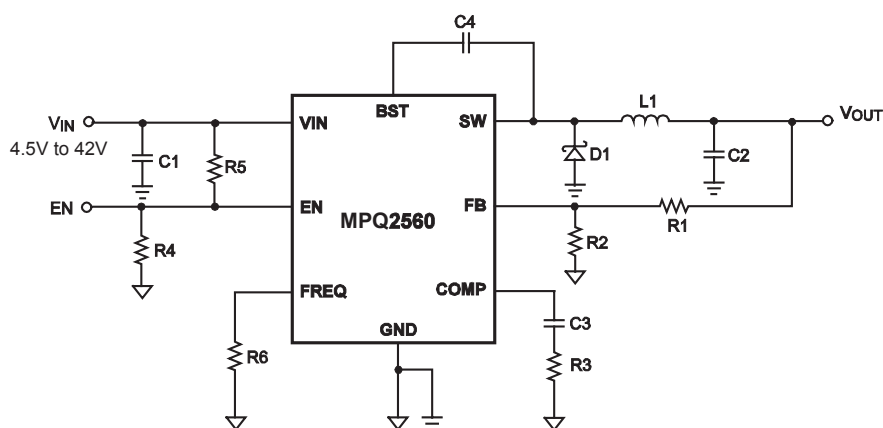 C4
BST
VIN
4.5V to 42V
C1
R5
VIN
SW
L1
VOUT
D1
C2
EN
R4
EN
MPQ2560
FB
R2
R1
FREQ
COMP
R6
GND
C3
R3